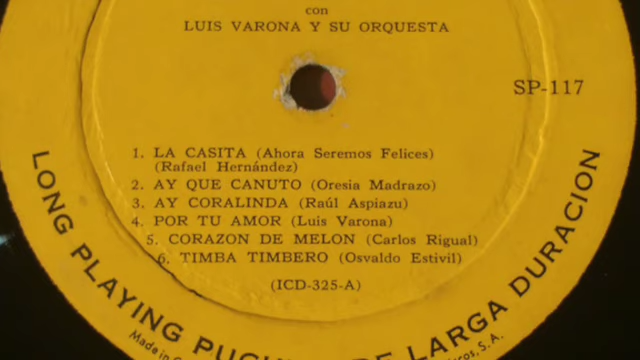 con
LUIS VARONA Y SU ORQUESTA
SP-117
1. LA CASITA (Ahora Seremos Felices)
(Rafael Hernández)
2. AY QUE CANUTO (Oresia Madrazo)
3. AY CORALINDA (Raúl Aspiazu)
4. POR TU AMOR (Luis Varona)
5. CORAZON DE MELON (Carlos Rigual)
6. TIMBA TIMBERO (Osvaldo Estivil)
(ICD-325-A)
LONG PLAYING DE LARGA DURACION
Made in
S. A.